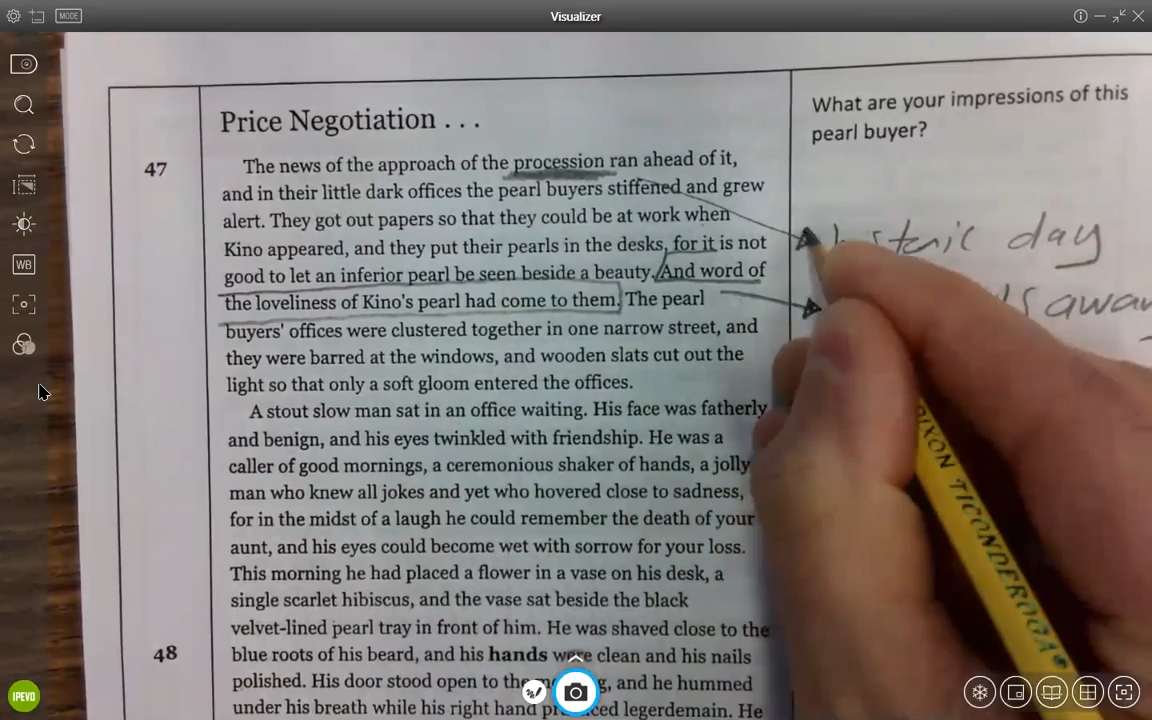 Visualizer
MODE
WB
IPEVO
Price Negotiation . . .
What are your impressions of this
pearl buyer?
47
The news of the approach of the procession ran ahead of it,
and in their little dark offices the pearl buyers stiffened and grew
alert. They got out papers so that they could be at work when
Kino appeared, and they put their pearls in the desks, for it is not
good to let an inferior pearl be seen beside a beauty. And word of
the loveliness of Kino's pearl had come to them. The pearl
buyers' offices were clustered together in one narrow street, and
they were barred at the windows, and wooden slats cut out the
light so that only a soft gloom entered the offices.
A stout slow man sat in an office waiting. His face was fatherly
and benign, and his eyes twinkled with friendship. He was a
caller of good mornings, a ceremonious shaker of hands, a jolly
man who knew all jokes and yet who hovered close to sadness,
for in the midst of a laugh he could remember the death of your
aunt, and his eyes could become wet with sorrow for your loss.
This morning he had placed a flower in a vase on his desk, a
single scarlet hibiscus, and the vase sat beside the black
velvet-lined pearl tray in front of him. He was shaved close to the
48
blue roots of his beard, and his hands were clean and his nails
polished. His door stood open to the and he hummed
under his breath while his right hand legerdemain. He
day
DIXON TICONDEROGA